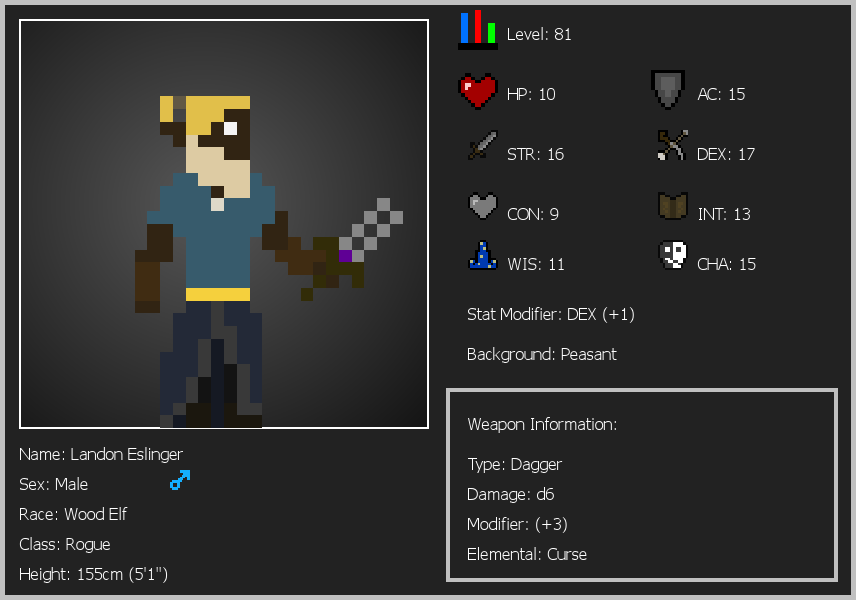 Level: 81
HP: 10
AC: 15
STR: 16
DEX: 17
CON: 9
INT: 13
WIS: 11
CHA: 15
Stat Modifier: DEX (+1)
Background: Peasant
Weapon Information:
Type: Dagger
Damage: d6
Modifier: (+3)
Elemental: Curse
Name: Landon Eslinger
Sex: Male
Race: Wood Elf
Class: Rogue
Height: 155cm (5'1")